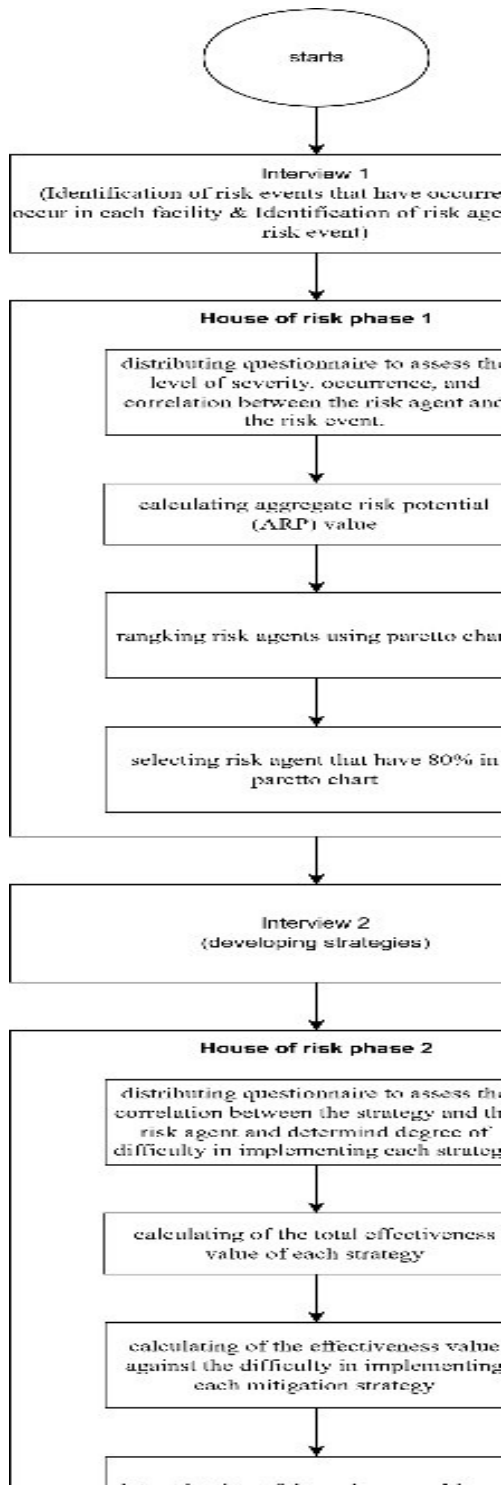 starts
Interview 1
(Identification of risk events that have occurre
occur in each facility & Identification of risk age
risk event)
House of risk phase 1
distributing questionnaire to assess the
level of severity, occurrence, and
correlation between the risk agent and
the risk event.
calculating aggregate risk potential
(ARP) value
rangking risk agents using paretto char
selecting risk agent that have 80% in
paretto chart
Interview 2
(developing strategies)
House of risk phase 2
distributing questionnaire to assess the
correlation between the strategy and th
risk agent and determind degree of
difficulty in implementing each strateg
calculating of the total effectiveness
value of each strategy
calculating of the effectiveness value
against the difficulty in implementing
each mitigation strategy